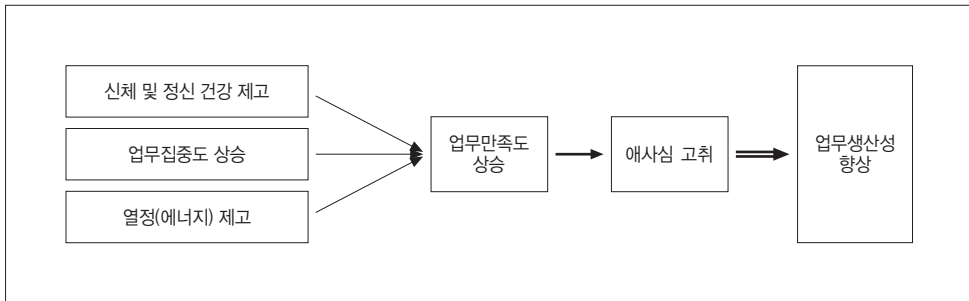 신체 및 정신 건강 제고
업무집중도 상승
열정(에너지) 제고
업무만족도
상승
애사심 고취
업무생산성
향상